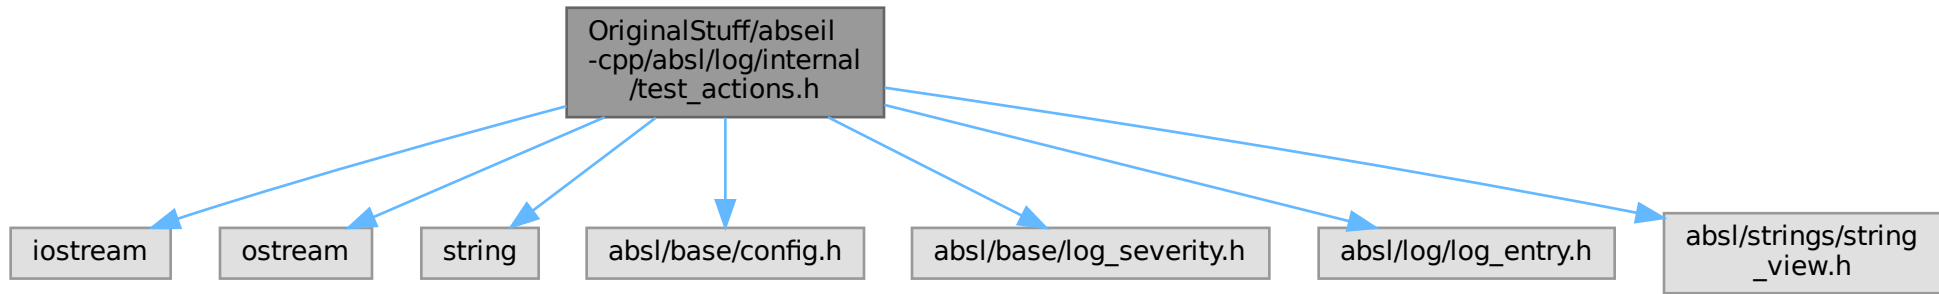 OriginalStuff/abseil
-cpp/absl/log/internal
/test_actions.h
iostream
ostream
string
absl/base/config.h
absl/base/log_severity.h
absl/log/log_entry.h
absl/strings/string
_view.h